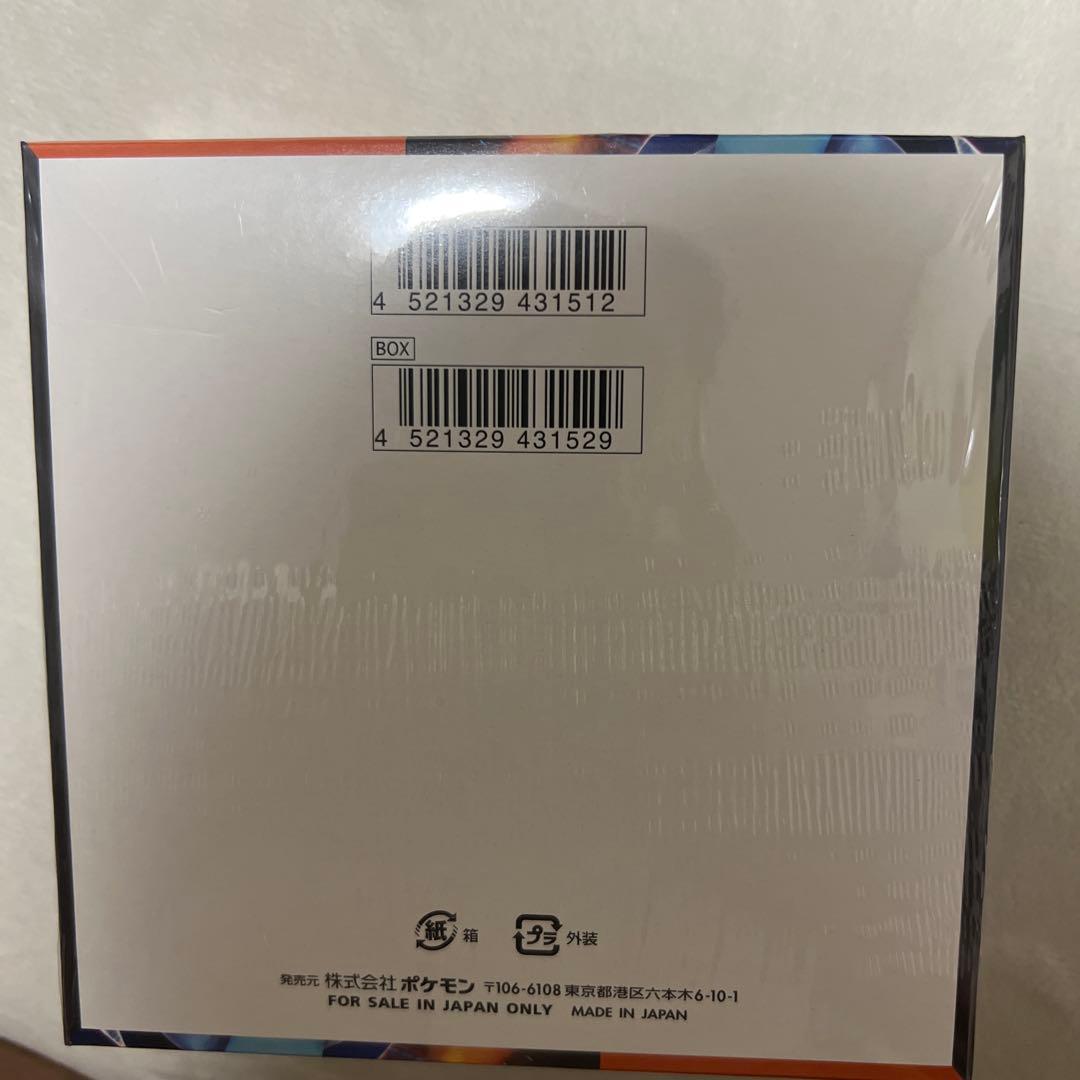 4 521329 431512
BOX
4 521329 431529
紙 箱 プラ 外装
発売元 株式会社 ポケモン 〒106-6108 東京都港区六本木6-10-1
FOR SALE IN JAPAN ONLY MADE IN JAPAN